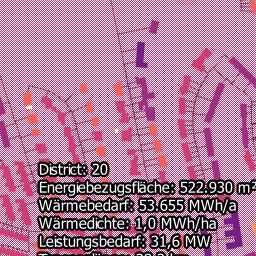 District: 20
Energiebezugsfläche: 522.930 m²
Wärmebedarf: 53.655 MWh/a
Wärmedichte: 1,0 MWh/ha
Leistungsbedarf: 31,6 MW